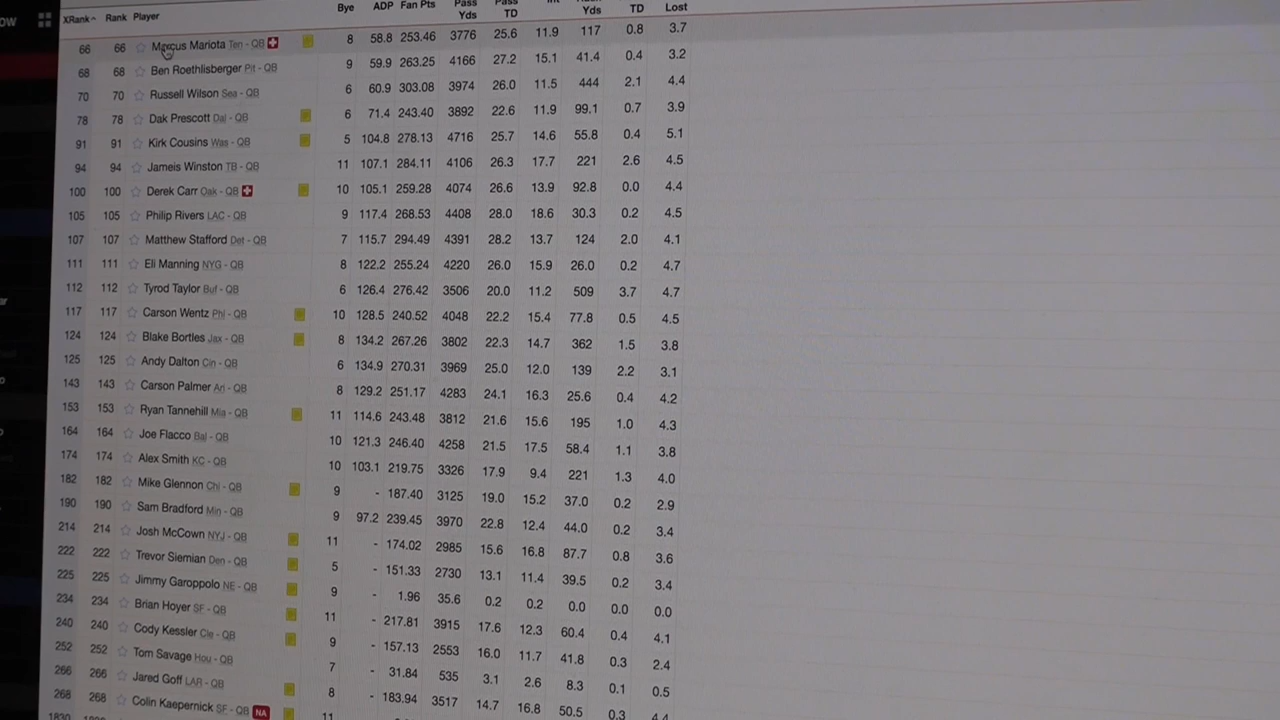 ow
XRank^ Rank Player Bye ADP Fan Pts Pass Yds Pass TD Yds TD Lost
66 66 Marcus Mariota Ten - QB 8 58.8 253.46 3776 25.6 11.9 117 0.8 3.7
68 68 Ben Roethlisberger Pit - QB 9 59.9 263.25 4166 27.2 15.1 41.4 0.4 3.2
70 70 Russell Wilson Sea - QB 6 60.9 303.08 3974 26.0 11.5 444 2.1 4.4
78 78 Dak Prescott Dal - QB 6 71.4 243.40 3892 22.6 11.9 99.1 0.7 3.9
91 91 Kirk Cousins Was - QB 5 104.8 278.13 4716 25.7 14.6 55.8 0.4 5.1
94 94 Jameis Winston TB - QB 11 107.1 284.11 4106 26.3 17.7 221 2.6 4.5
100 100 Derek Carr Oak - QB 10 105.1 259.28 4074 26.6 13.9 92.8 0.0 4.4
105 105 Philip Rivers LAC - QB 9 117.4 268.53 4408 28.0 18.6 30.3 0.2 4.5
107 107 Matthew Stafford Det - QB 7 115.7 294.49 4391 28.2 13.7 124 2.0 4.1
111 111 Eli Manning NYG - QB 8 122.2 255.24 4220 26.0 15.9 26.0 0.2 4.7
112 112 Tyrod Taylor Buf - QB 6 126.4 276.42 3506 20.0 11.2 509 3.7 4.7
117 117 Carson Wentz Phi - QB 10 128.5 240.52 4048 22.2 15.4 77.8 0.5 4.5
124 124 Blake Bortles Jax - QB 8 134.2 267.26 3802 22.3 14.7 362 1.5 3.8
125 125 Andy Dalton Cin - QB 6 134.9 270.31 3969 25.0 12.0 139 2.2 3.1
143 143 Carson Palmer Ari - QB 8 129.2 251.17 4283 24.1 16.3 25.6 0.4 4.2
153 153 Ryan Tannehill Mia - QB 11 114.6 243.48 3812 21.6 15.6 195 1.0 4.3
164 164 Joe Flacco Bal - QB 10 121.3 246.40 4258 21.5 17.5 58.4 1.1 3.8
174 174 Alex Smith KC - QB 10 103.1 219.75 3326 17.9 9.4 221 1.3 4.0
182 182 Mike Glennon Chi - QB 9 - 187.40 3125 19.0 15.2 37.0 0.2 2.9
190 190 Sam Bradford Min - QB 9 97.2 239.45 3970 22.8 12.4 44.0 0.2 3.4
214 214 Josh McCown NYJ - QB 11 - 174.02 2985 15.6 16.8 87.7 0.8 3.6
222 222 Trevor Siemian Den - QB 5 - 151.33 2730 13.1 11.4 39.5 0.2 3.4
225 225 Jimmy Garoppolo NE - QB 9 - 1.96 35.6 0.2 0.2 0.0 0.0 0.0
234 234 Brian Hoyer SF - QB 11 - 217.81 3915 17.6 12.3 60.4 0.4 4.1
240 240 Cody Kessler Cle - QB 9 - 157.13 2553 16.0 11.7 41.8 0.3 2.4
252 252 Tom Savage Hou - QB 7 - 31.84 535 3.1 2.6 8.3 0.1 0.5
266 266 Jared Goff LAR - QB 8 - 183.94 3517 14.7 16.8 50.5 0.3 4.4
268 268 Colin Kaepernick SF - QB NA 11
1830